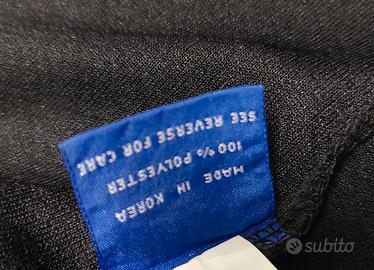 MADE IN KOREA
100% POLYESTER
SEE REVERSE FOR CARE
subito